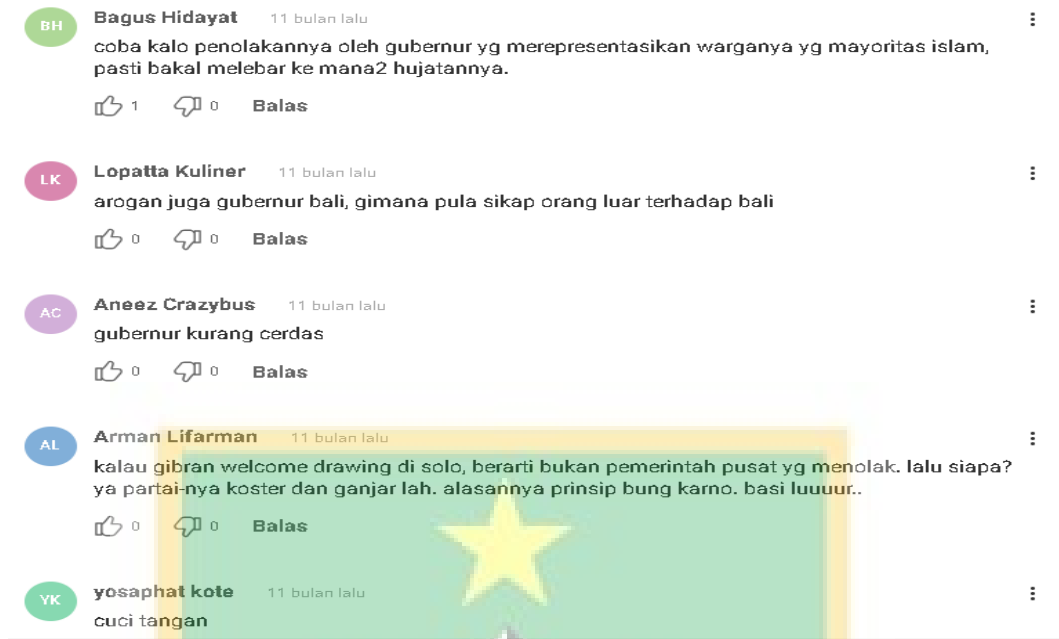 BH
Bagus Hidayat 11 bulan lalu
coba kalo penolakannya oleh gubernur yg merepresentasikan warganya yg mayoritas islam,
pasti bakal melebar ke mana2 hujatannya.
1 0 Balas
LK
Lopatta Kuliner 11 bulan lalu
arogan juga gubernur bali, gimana pula sikap orang luar terhadap bali
0 0 Balas
AC
Aneez Crazybus 11 bulan lalu
gubernur kurang cerdas
0 0 Balas
AL
Arman Lifarman 11 bulan lalu
kalau gibran welcome drawing di solo, berarti bukan pemerintah pusat yg menolak. lalu siapa?
ya partai-nya koster dan ganjar lah. alasannya prinsip bung karno. basi luuuur..
0 0 Balas
YK
yosaphat kote 11 bulan lalu
cuci tangan